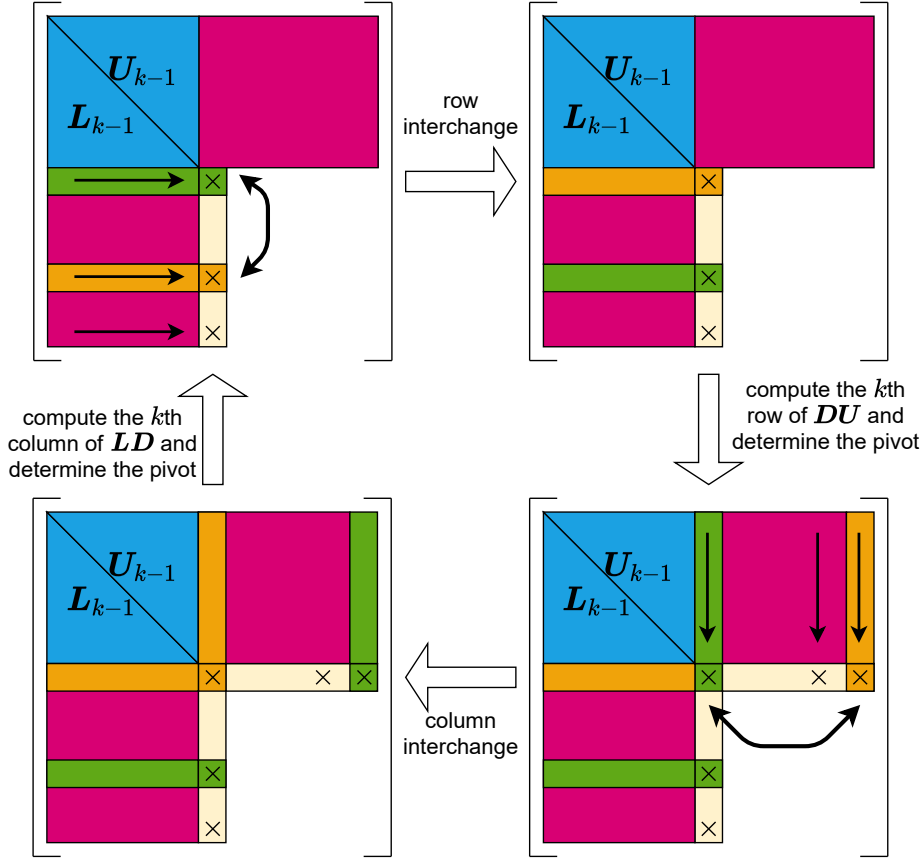 U_{k−1}
L_{k−1}
row
interchange
U_{k−1}
L_{k−1}
compute the kth
column of LD and
determine the pivot
compute the kth
row of DU and
determine the pivot
U_{k−1}
L_{k−1}
column
interchange
U_{k−1}
L_{k−1}